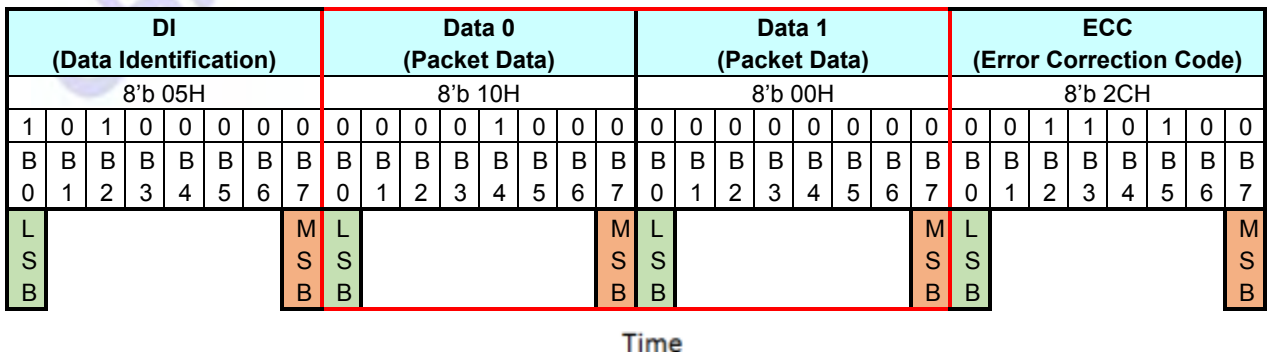 DI Data 0 Data 1 ECC
(Data Identification) (Packet Data) (Packet Data) (Error Correction Code)
8’b 05H 8’b 10H 8’b 00H 8’b 2CH
1 0 1 0 0 0 0 0 0 0 0 0 1 0 0 0 0 0 0 0 0 0 0 0 0 0 1 1 0 1 0 0
B B B B B B B B B B B B B B B B B B B B B B B B B B B B B B B B
0 1 2 3 4 5 6 7 0 1 2 3 4 5 6 7 0 1 2 3 4 5 6 7 0 1 2 3 4 5 6 7
L M L M L M L M
S S S S S S S S
B B B B B B B B
Time